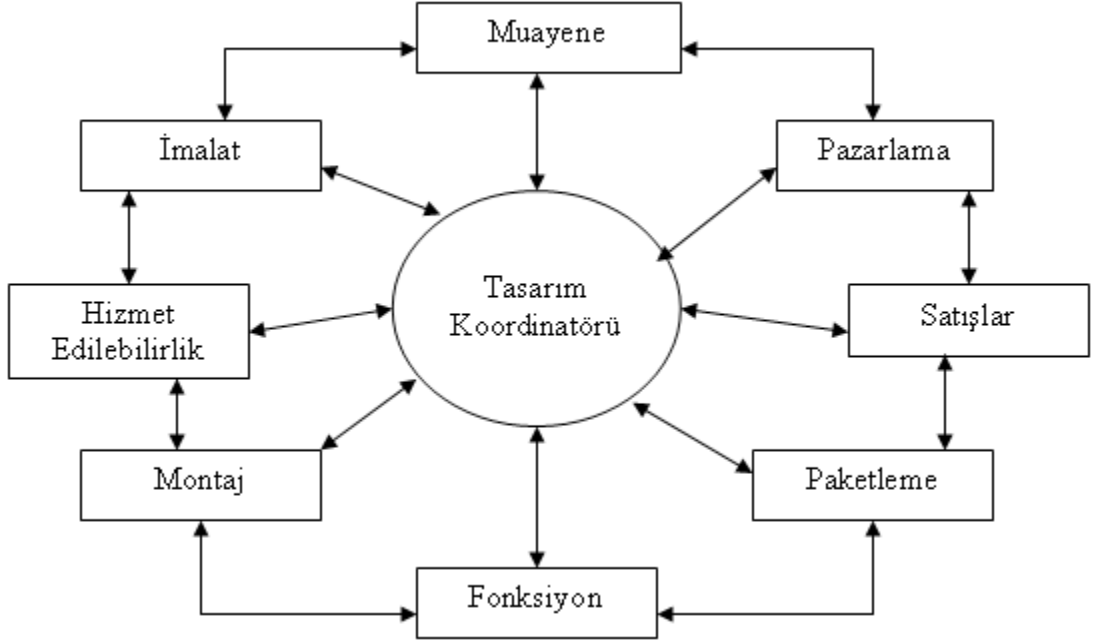 Muayene
İmalat
Pazarlama
Tasarım
Koordinatörü
Hizmet
Edilebilirlik
Satışlar
Montaj
Paketleme
Fonksiyon